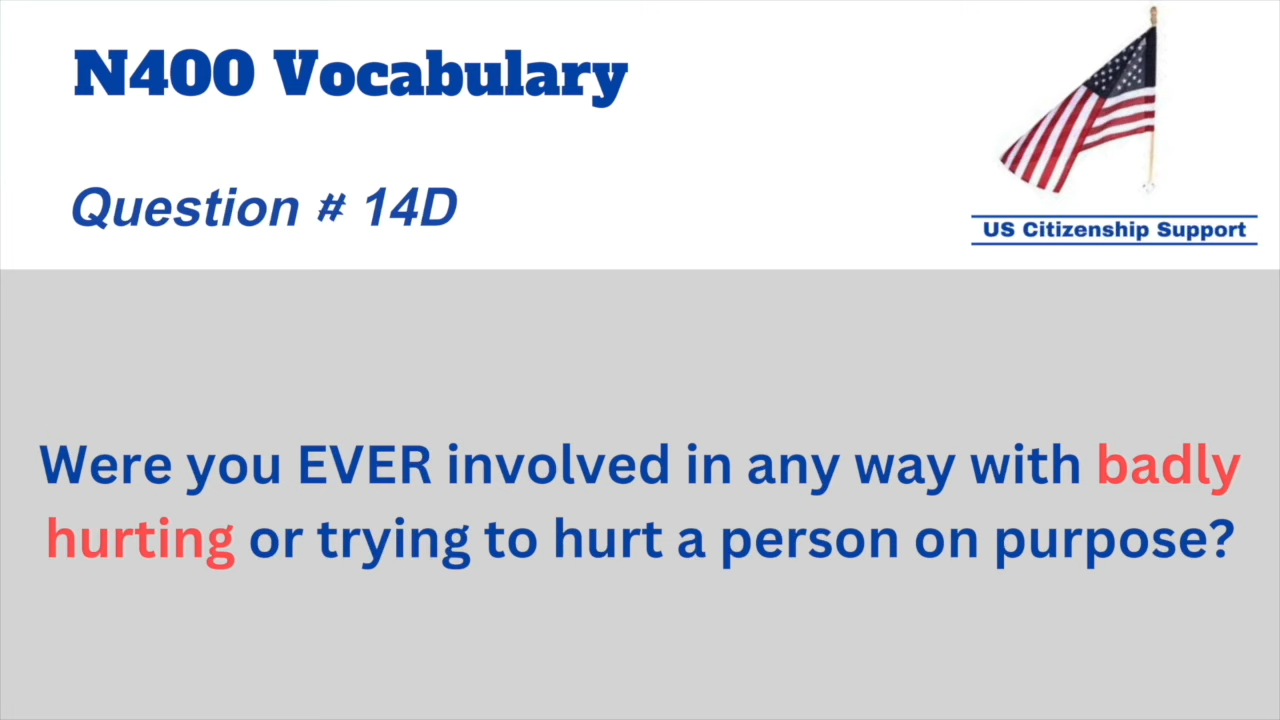 N400 Vocabulary
Question # 14D
US Citizenship Support
Were you EVER involved in any way with badly
hurting or trying to hurt a person on purpose?